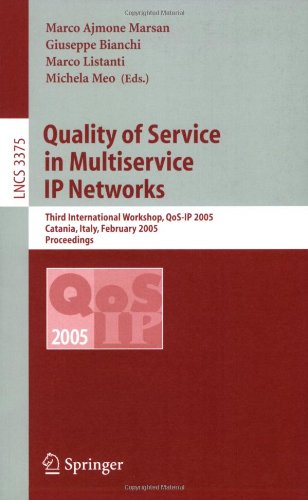 Marco Ajmone Marsan
Giuseppe Bianchi
Marco Listanti
Michela Meo (Eds.)
LNCS 3375
Quality of Service
in Multiservice
IP Networks
Third International Workshop, QoS-IP 2005
Catania, Italy, February 2005
Proceedings
QoS
IP
2005
Springer